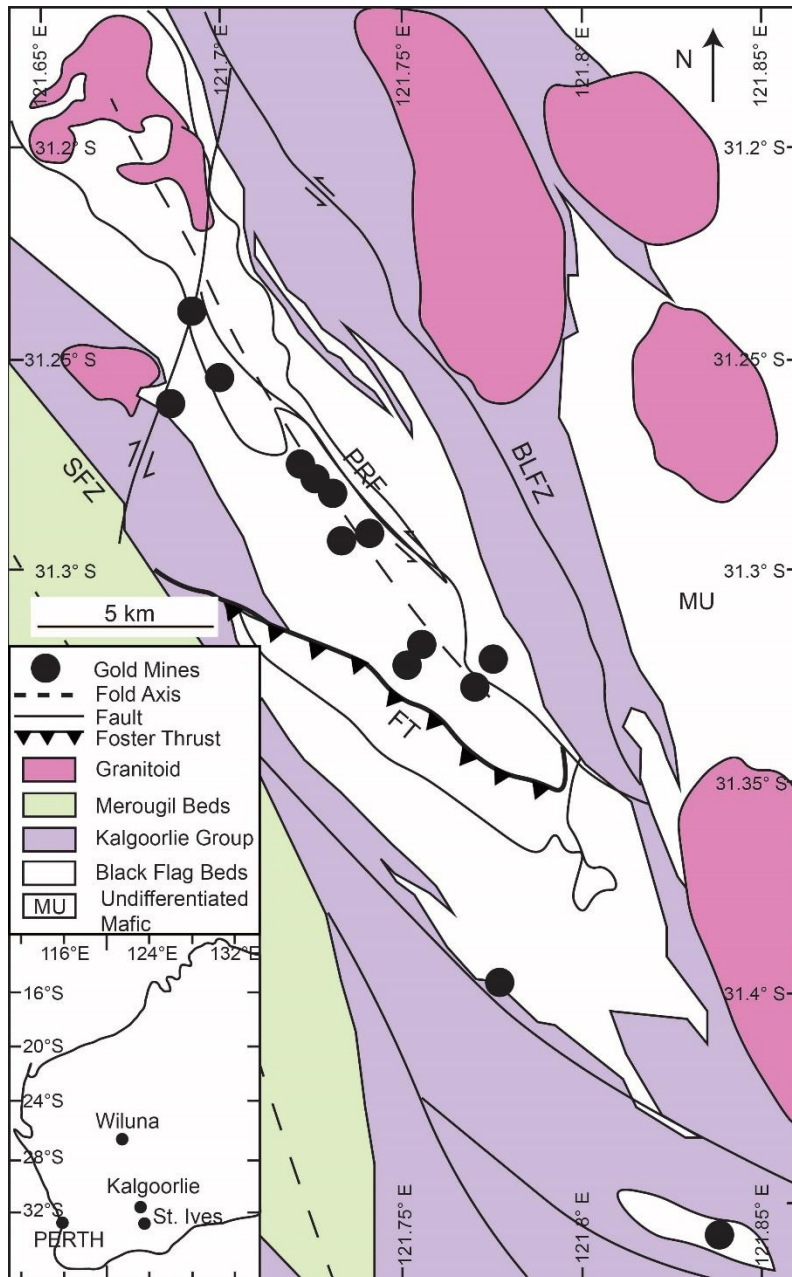 121.65° E
121.7° E
121.75° E
121.8° E
121.85° E
N
31.2° S
31.2° S
31.25° S
31.25° S
SFZ
PRF
BLFZ
31.3° S
31.3° S
MU
5 km
FT
Gold Mines
Fold Axis
Fault
Foster Thrust
Granitoid
Merougil Beds
Kalgoorlie Group
Black Flag Beds
MU
Undifferentiated
Mafic
31.35° S
116°E 124°E 132°E
16°S
20°S
24°S
28°S
32°S
Wiluna
Kalgoorlie
St. Ives
PERTH
31.4° S
121.75° E
121.8° E
121.85° E